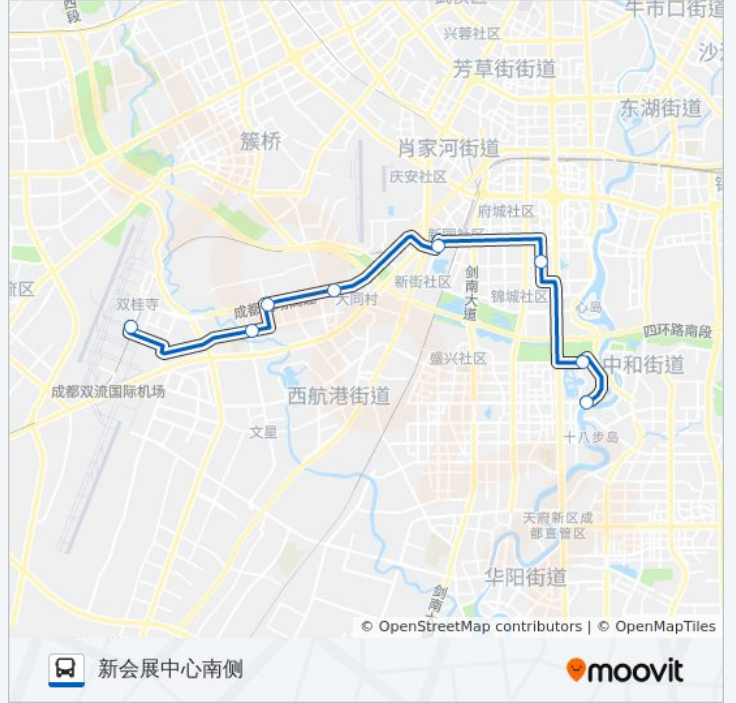 西
段
牛市口街道
兴蓉社区
芳草街街道
沙
东湖街道
簇桥
肖家河街道
庆安社区
府城社区
新园社区
双桂寺
新街社区
剑
南
大
道
锦城社区
大同村
心岛
四环路南段
盛兴社区
中和街道
成都双流国际机场
西航港街道
文星
十八步岛
天府新区成
都直管区
华阳街道
剑
南
© OpenStreetMap contributors | © OpenMapTiles
新会展中心南侧
moovit